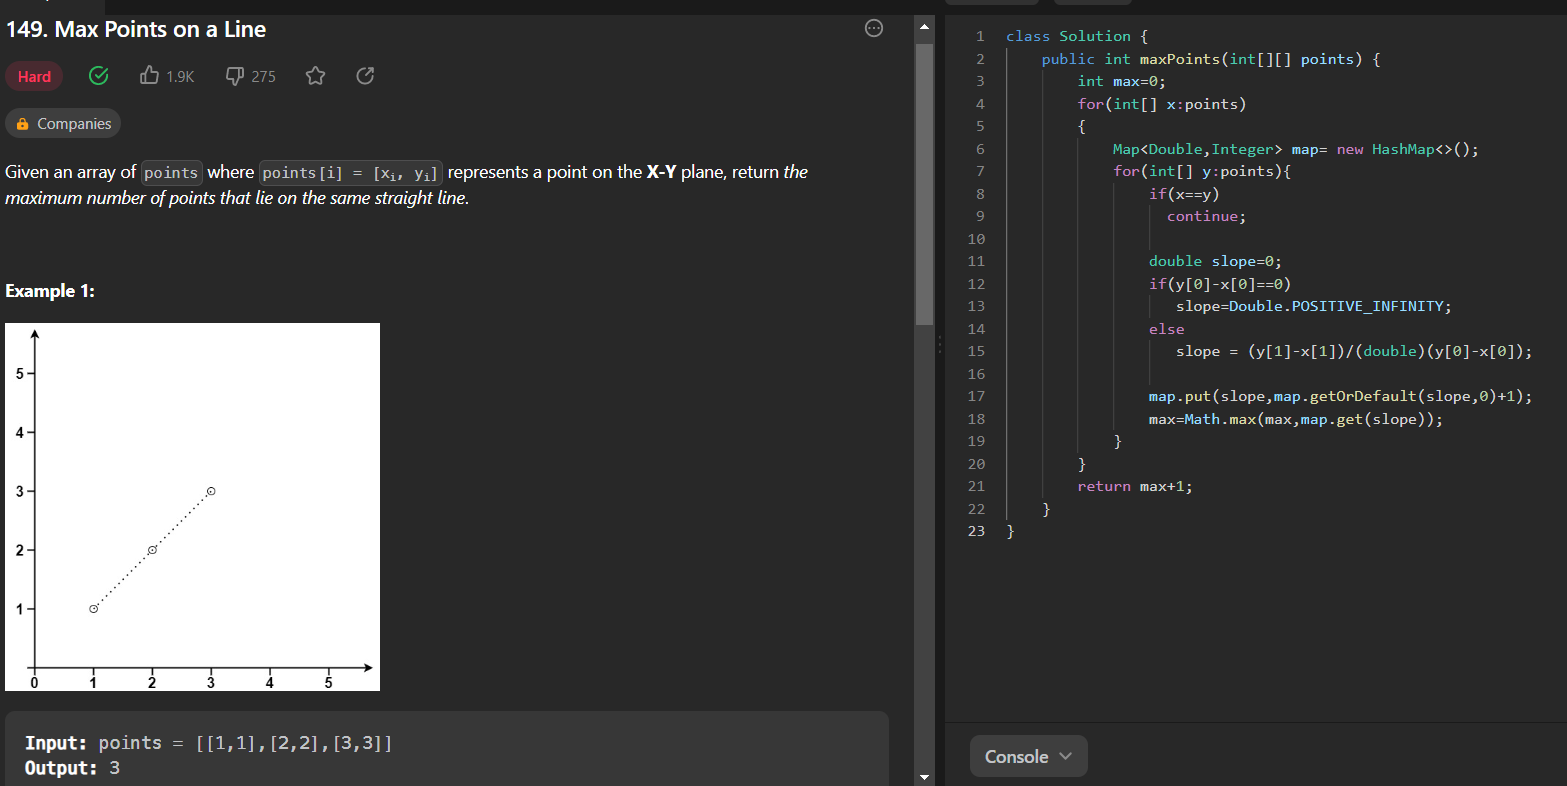 149. Max Points on a Line
Hard 1.9K 275
Companies
Given an array of points where points[i] = [xi, yi] represents a point on the X-Y plane, return the
maximum number of points that lie on the same straight line.
Example 1:
5
4
3
2
1
0 1 2 3 4 5
Input: points = [[1,1],[2,2],[3,3]]
Output: 3
1 class Solution {
2     public int maxPoints(int[][] points) {
3         int max=0;
4         for(int[] x:points)
5         {
6             Map<Double,Integer> map= new HashMap<>();
7             for(int[] y:points){
8                 if(x==y)
9                   continue;
10
11                 double slope=0;
12                 if(y[0]-x[0]==0)
13                    slope=Double.POSITIVE_INFINITY;
14                 else
15                    slope = (y[1]-x[1])/(double)(y[0]-x[0]);
16
17                 map.put(slope,map.getOrDefault(slope,0)+1);
18                 max=Math.max(max,map.get(slope));
19             }
20         }
21         return max+1;
22     }
23 }
Console